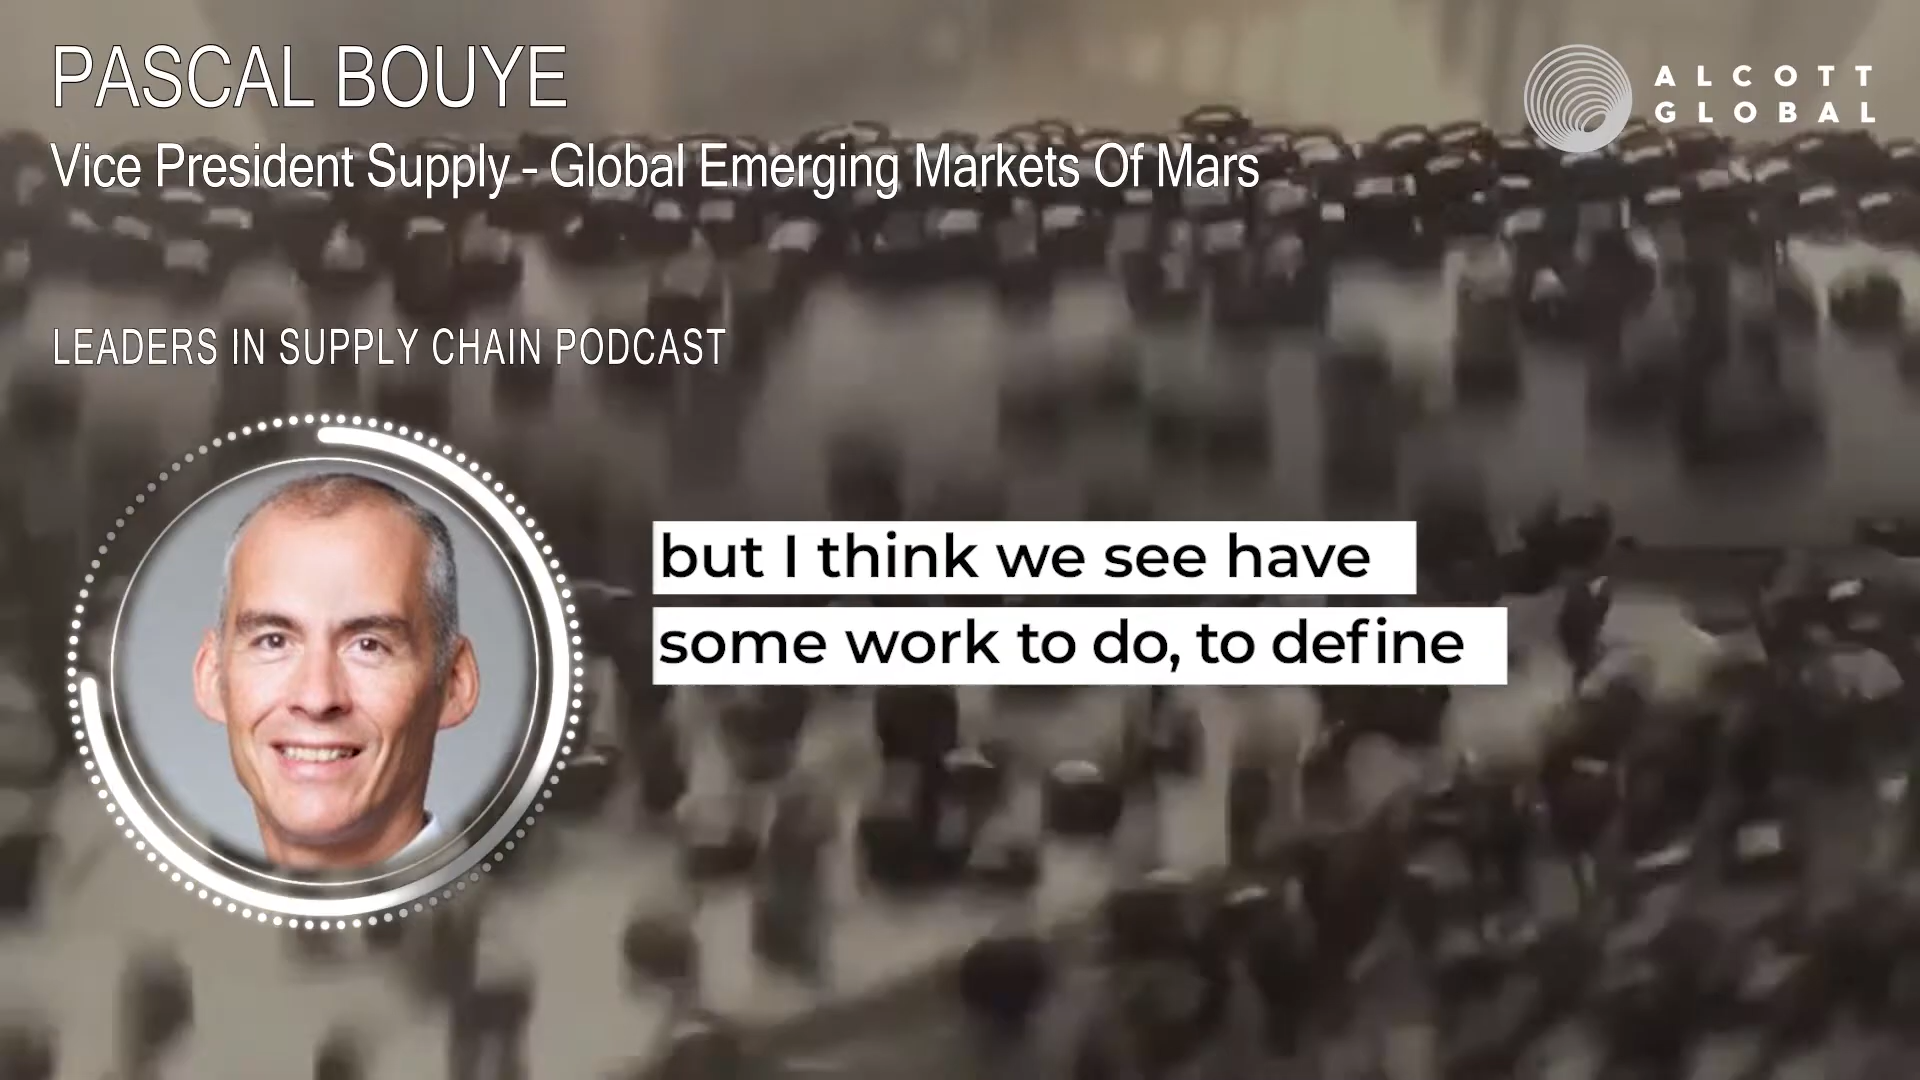 PASCAL BOUYE
Vice President Supply - Global Emerging Markets Of Mars
ALCOTT
GLOBAL
LEADERS IN SUPPLY CHAIN PODCAST
but I think we see have
some work to do, to define